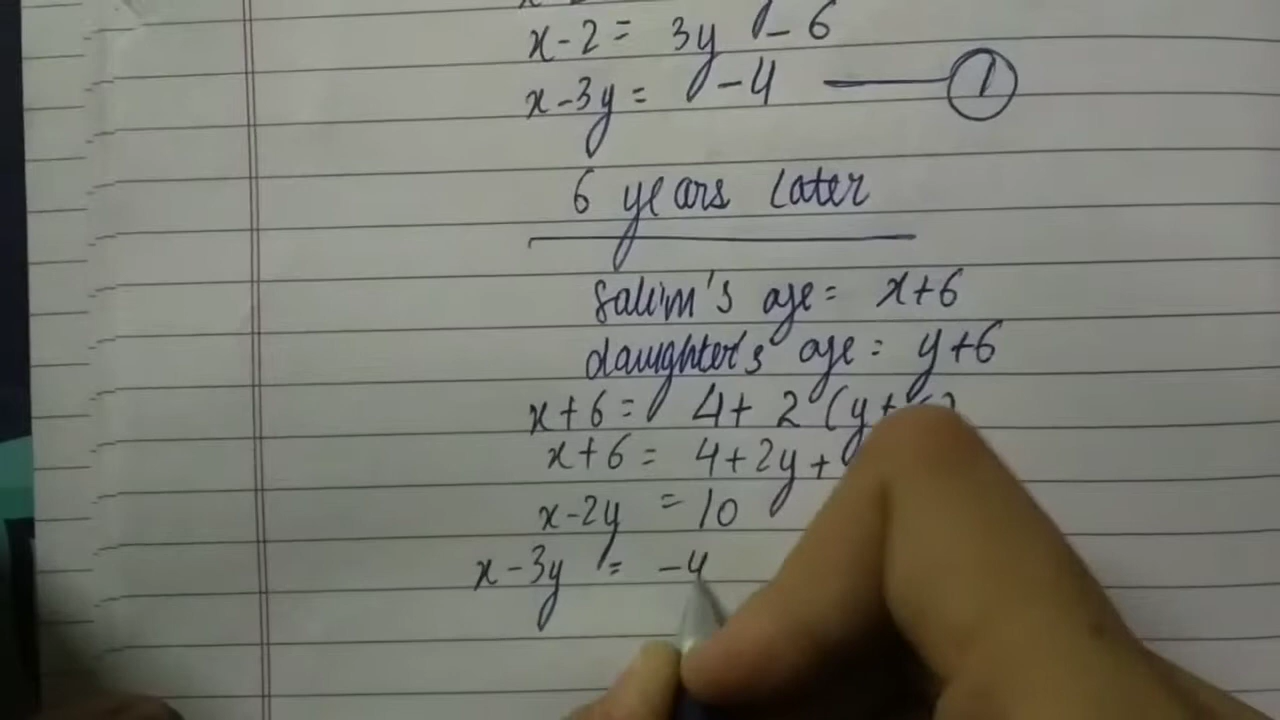 x-2 = 3y - 6
x-3y = -4 ①
6 years later
Salim's age = x+6
daughter's age = y+6
x+6 = 4+ 2 (y+
x+6 = 4+2y+
x-2y = 10
x-3y = -4